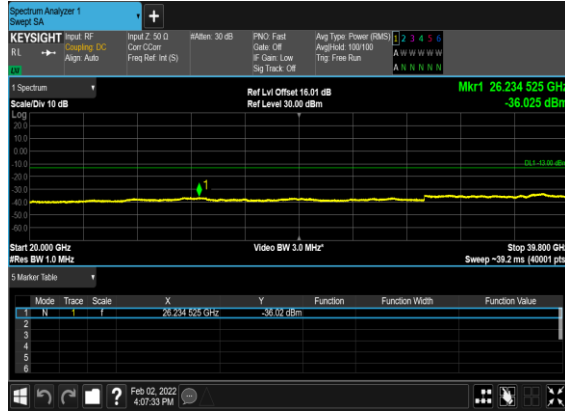 Spectrum Analyzer 1
Swept SA
KEYSIGHT Input: RF Input Z: 50 Ω #Atten: 30 dB PNO: Fast Avg Type: Power (RMS) 1 2 3 4 5 6
RL Coupling: DC Corr CCorr Gate: Off Avg|Hold: 100/100 A W W W W W
Align: Auto Freq Ref: Int (S) IF Gain: Low Trig: Free Run
Sig Track: Off A N N N N N
1 Spectrum
Ref Lvl Offset 16.01 dB Mkr1 26.234 525 GHz
Scale/Div 10 dB Ref Level 30.00 dBm -36.025 dBm
Log
20.0
10.0
0.00
-10.0
DL1 -13.00 dBm
-20.0
1
-30.0
-40.0
-50.0
-60.0
Start 20.000 GHz Video BW 3.0 MHz* Stop 39.800 GHz
#Res BW 1.0 MHz Sweep ~39.2 ms (40001 pts)
5 Marker Table
Mode Trace Scale X Y Function Function Width Function Value
1 N 1 f 26.234 525 GHz -36.02 dBm
2
3
4
5
6
? Feb 02, 2022
4:07:33 PM